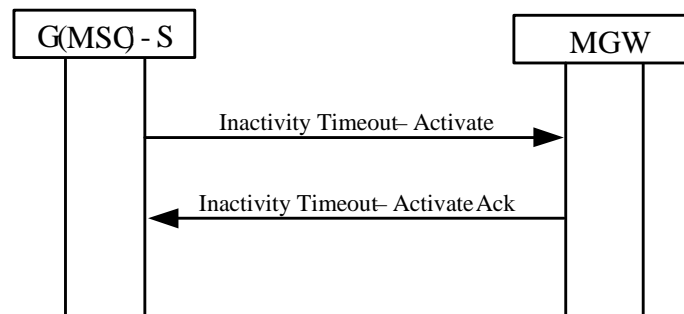 G(MSC) - S
MGW
Inactivity Timeout– Activate
Inactivity Timeout– Activate Ack